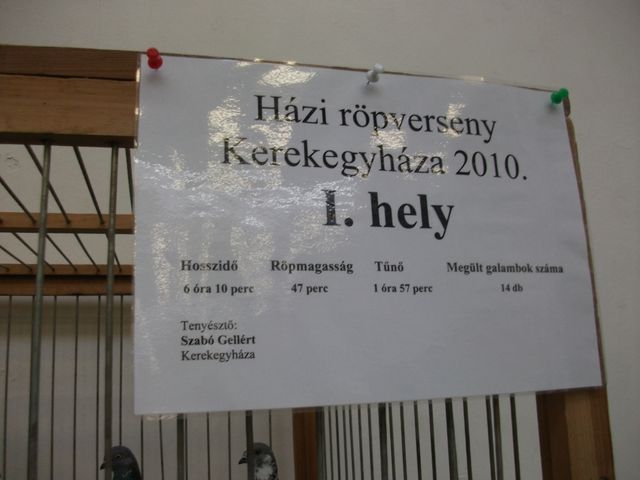 Házi röpverseny
Kerekegyháza 2010.
1. hely
Hosszidő Röpmagasság Tűnő Megült galambok száma
6 óra 10 perc 47 perc 1 óra 57 perc 14 db
Tenyésztő:
Szabó Gellért
Kerekegyháza